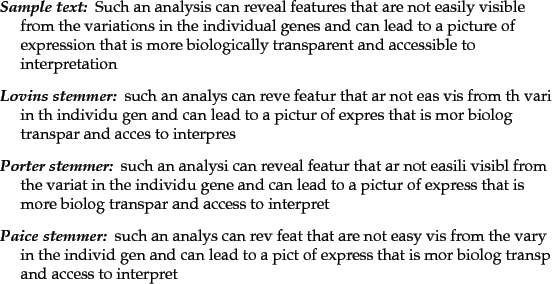 Sample text: Such an analysis can reveal features that are not easily visible
from the variations in the individual genes and can lead to a picture of
expression that is more biologically transparent and accessible to
interpretation
Lovins stemmer: such an analys can reve featur that ar not eas vis from th vari
in th individu gen and can lead to a pictur of expres that is mor biolog
transpar and acces to interpres
Porter stemmer: such an analysi can reveal featur that ar not easili visibl from
the variat in the individu gene and can lead to a pictur of express that is
more biolog transpar and access to interpret
Paice stemmer: such an analys can rev feat that are not easy vis from the vary
in the individ gen and can lead to a pict of express that is mor biolog transp
and access to interpret